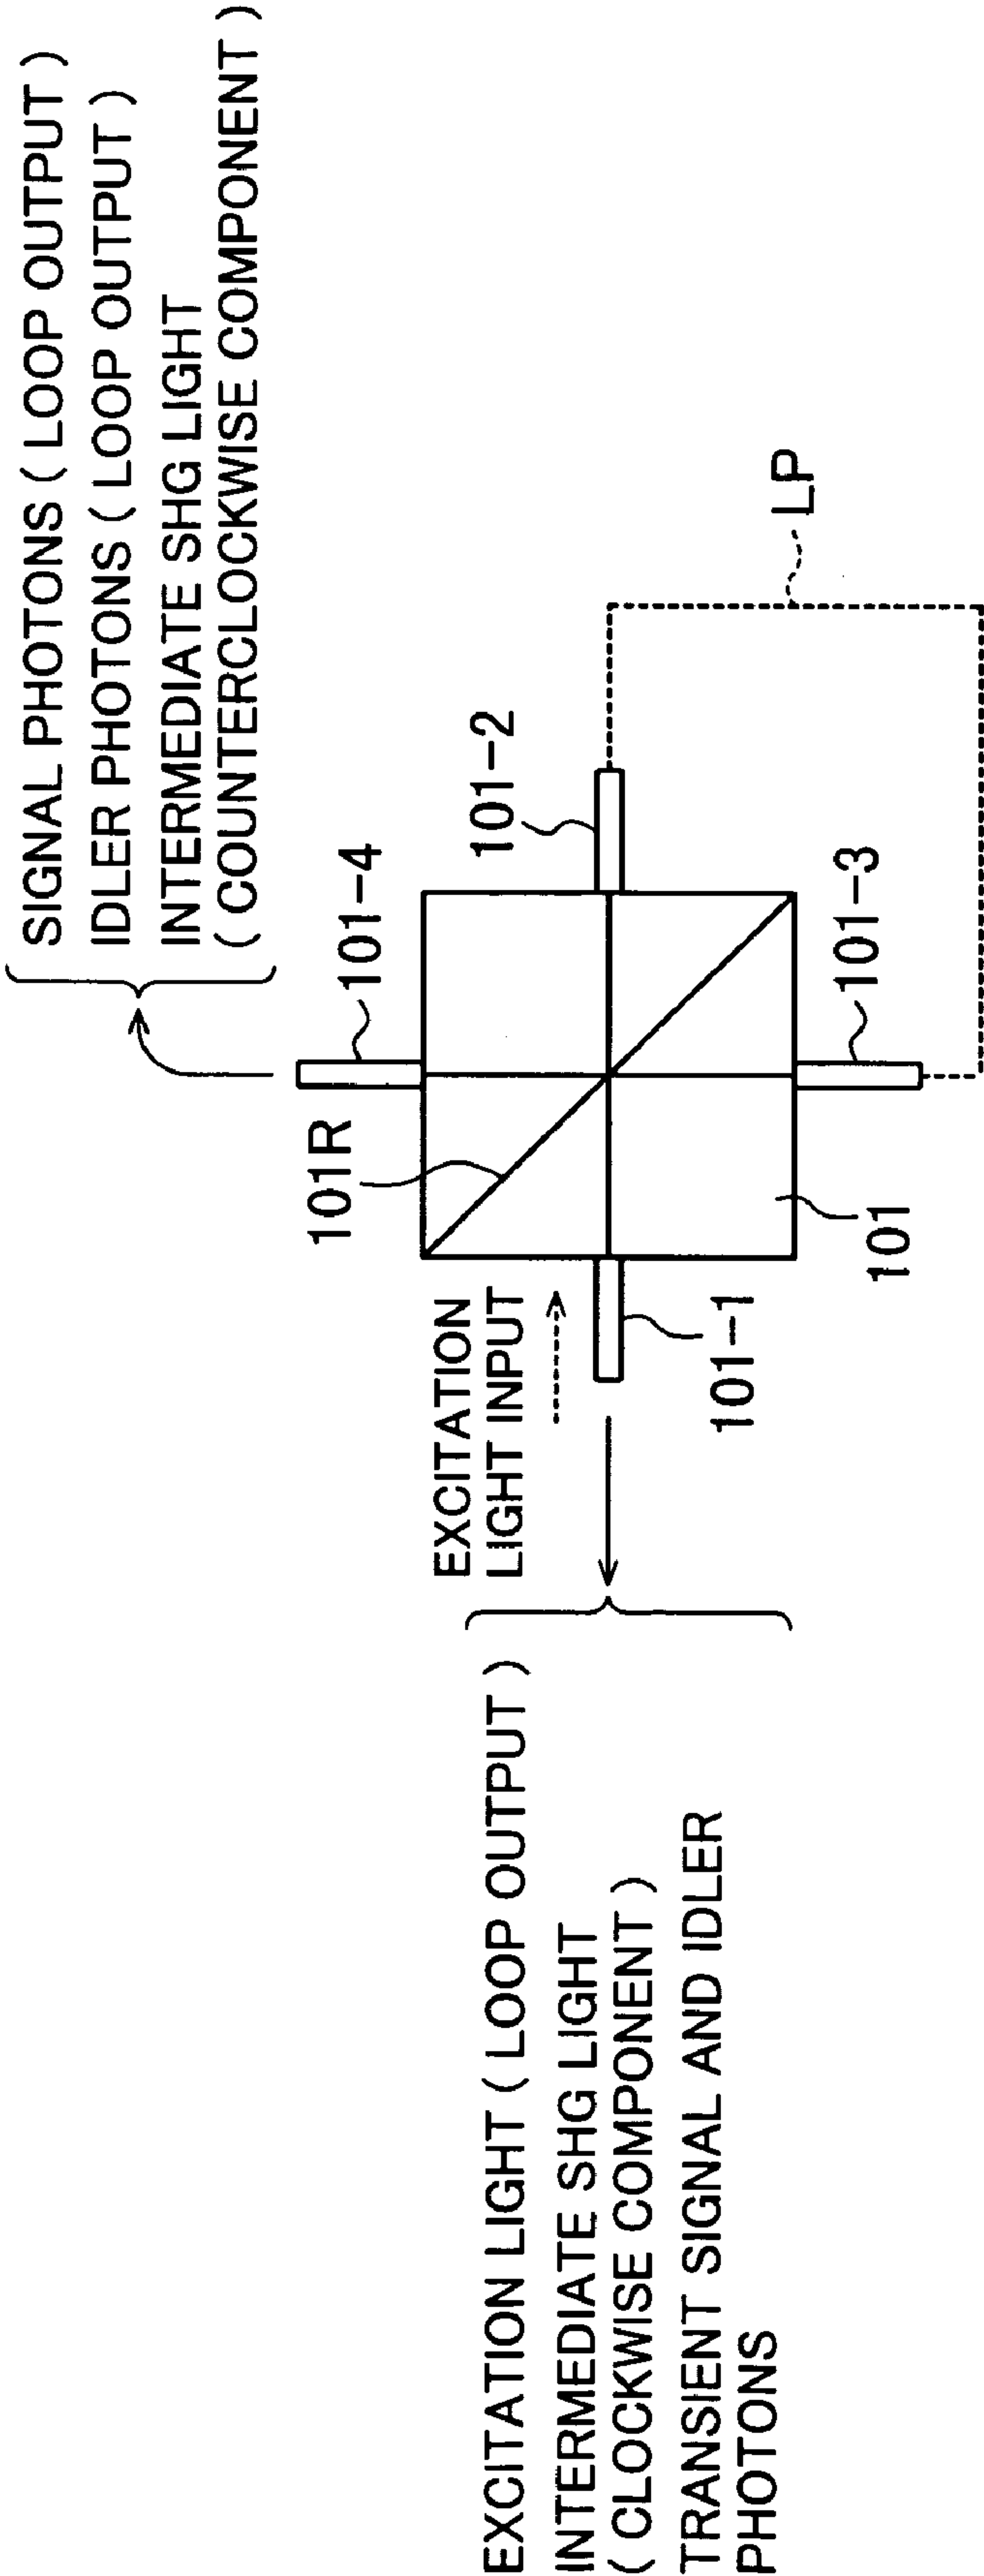 SIGNAL PHOTONS ( LOOP OUTPUT )
IDLER PHOTONS ( LOOP OUTPUT )
INTERMEDIATE SHG LIGHT
( COUNTERCLOCKWISE COMPONENT )
101-4
101R
101-2
LP
EXCITATION
LIGHT INPUT
101-1
101
101-3
EXCITATION LIGHT ( LOOP OUTPUT )
INTERMEDIATE SHG LIGHT
( CLOCKWISE COMPONENT )
TRANSIENT SIGNAL AND IDLER
PHOTONS